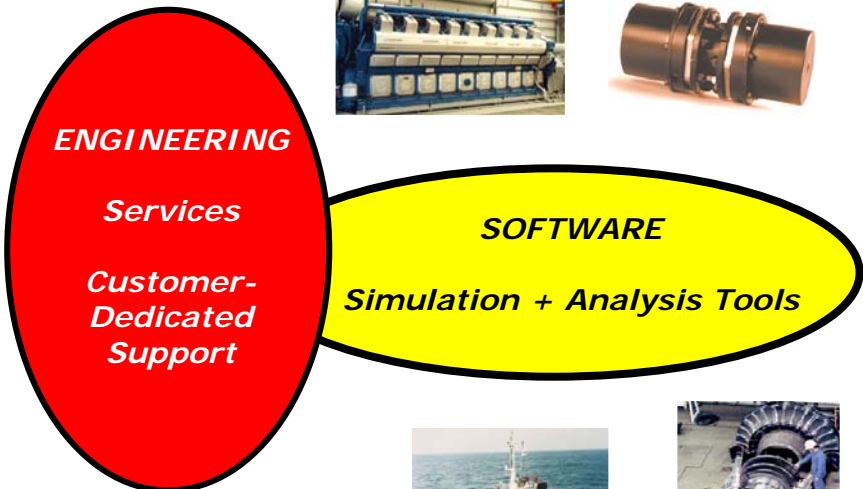 ENGINEERING
Services
Customer-
Dedicated
Support
SOFTWARE
Simulation + Analysis Tools